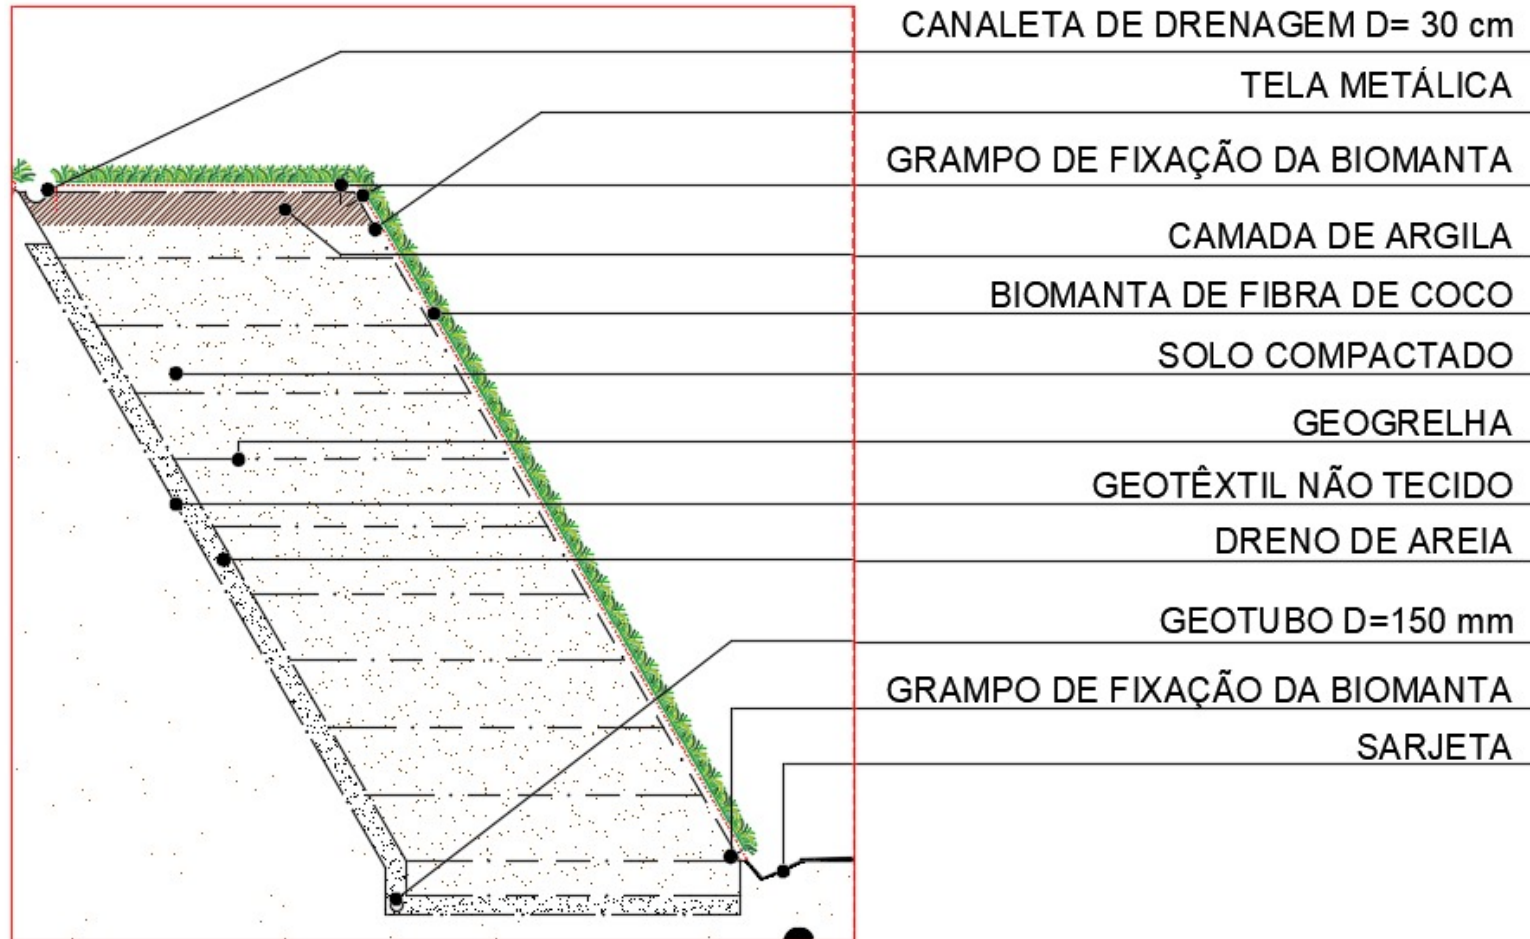 CANALETA DE DRENAGEM D= 30 cm
TELA METÁLICA
GRAMPO DE FIXAÇÃO DA BIOMANTA
CAMADA DE ARGILA
BIOMANTA DE FIBRA DE COCO
SOLO COMPACTADO
GEOGRELHA
GEOTÊXTIL NÃO TECIDO
DRENO DE AREIA
GEOTUBO D=150 mm
GRAMPO DE FIXAÇÃO DA BIOMANTA
SARJETA